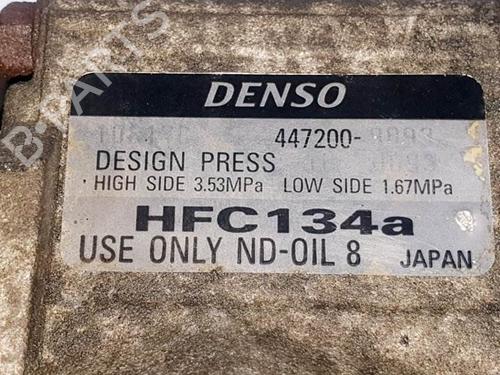 B-PARTS
DENSO
447200-
DESIGN PRESS
HIGH SIDE 3.53MPa LOW SIDE 1.67MPa
HFC134a
USE ONLY ND-OIL 8 JAPAN